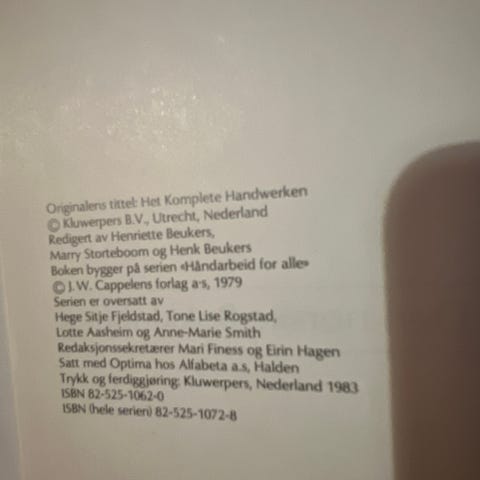 Originalens tittel: Het Komplete Handwerken
© Kluwerpers B.V., Utrecht, Nederland
Redigert av Henriette Beukers,
Marry Storteboom og Henk Beukers
Boken bygger på serien «Håndarbeid for alle»
© J. W. Cappelens forlag a·s, 1979
Serien er oversatt av
Hege Sitje Fjeldstad, Tone Lise Rogstad,
Lotte Aasheim og Anne-Marie Smith
Redaksjonssekretærer Mari Finess og Eirin Hagen
Satt med Optima hos Alfabeta a.s, Halden
Trykk og ferdiggjøring: Kluwerpers, Nederland 1983
ISBN 82-525-1062-0
ISBN (hele serien) 82-525-1072-8